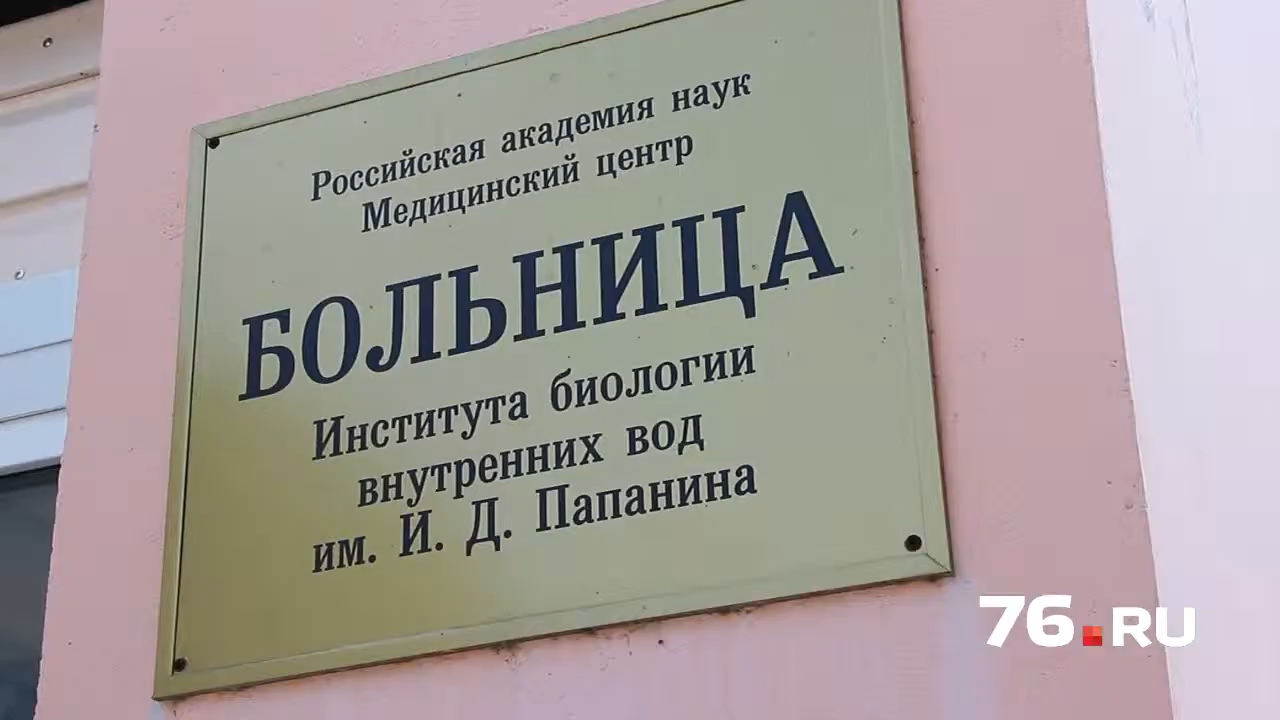 Российская академия наук
Медицинский центр
БОЛЬНИЦА
Института биологии
внутренних вод
им. И. Д. Папанина
76.RU